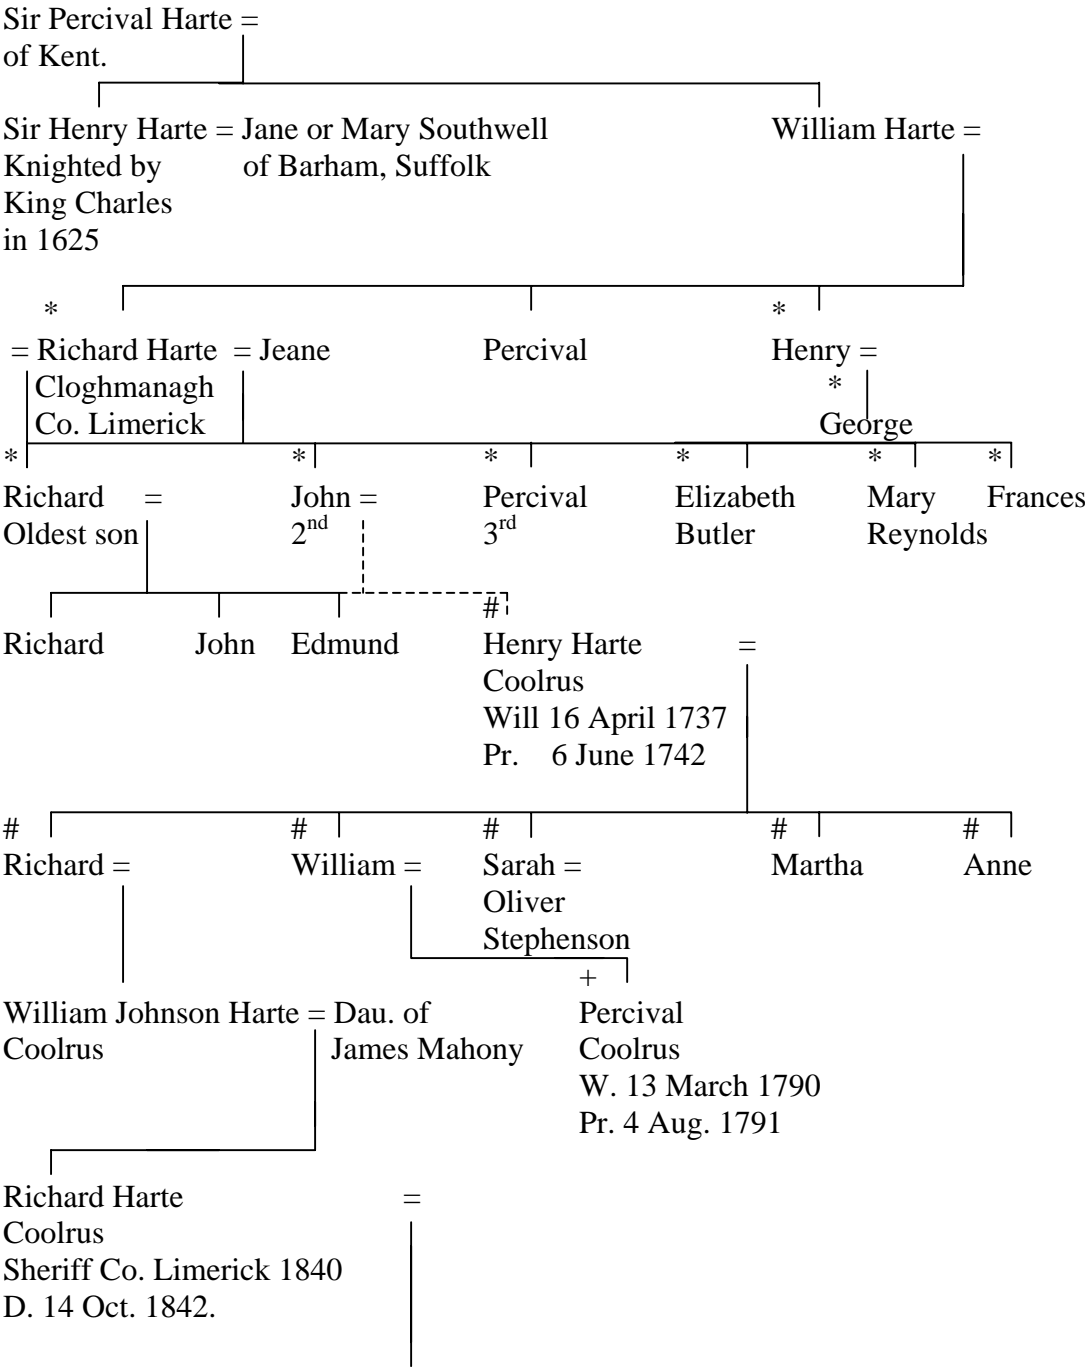 Sir Percival Harte =
of Kent.
Sir Henry Harte = Jane or Mary Southwell William Harte =
Knighted by of Barham, Suffolk
King Charles
in 1625
* *
= Richard Harte = Jeane Percival Henry =
Cloghmanagh *
Co. Limerick George
* * * * * *
Richard = John = Percival Elizabeth Mary Frances
Oldest son 2nd 3rd Butler Reynolds
#
Richard John Edmund Henry Harte =
Coolrus
Will 16 April 1737
Pr. 6 June 1742
# # # # #
Richard = William = Sarah = Martha Anne
Oliver
Stephenson
+
William Johnson Harte = Dau. of Percival
Coolrus James Mahony Coolrus
W. 13 March 1790
Pr. 4 Aug. 1791
Richard Harte =
Coolrus
Sheriff Co. Limerick 1840
D. 14 Oct. 1842.